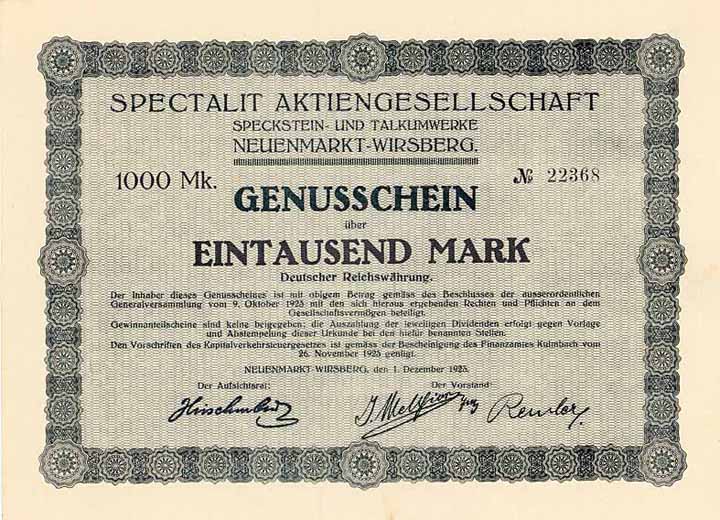 SPECTALIT AKTIENGESELLSCHAFT
SPECKSTEIN- UND TALKUMWERKE
NEUENMARKT-WIRSBERG.
1000 Mk. № 22368
GENUSSCHEIN
über
EINTAUSEND MARK
Deutscher Reichswährung.
Der Inhaber dieses Genusscheines ist mit obigem Betrag gemäss des Beschlusses der ausserordentlichen
Generalversammlung vom 9. Oktober 1923 mit den sich hieraus ergebenden Rechten und Pflichten an dem
Gesellschaftsvermögen beteiligt.
Gewinnanteilscheine sind keine beigegeben; die Auszahlung der jeweiligen Dividenden erfolgt gegen Vorlage
und Abstempelung dieser Urkunde bei den hiefür benannten Stellen.
Den Vorschriften des Kapitalverkehrsteuergesetzes ist gemäss der Bescheinigung des Finanzamtes Kulmbach vom
26. November 1923 genügt.
NEUENMARKT-WIRSBERG, den 1. Dezember 1923.
Der Aufsichtsrat: Der Vorstand: